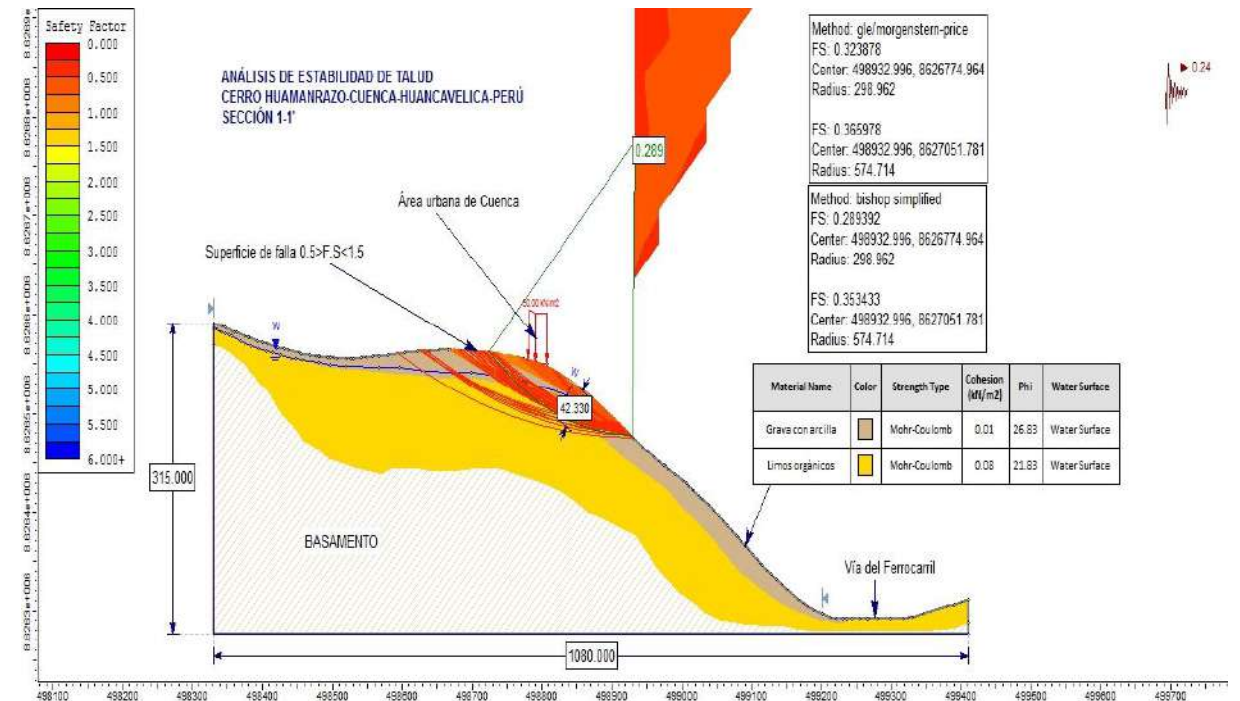 Safety Factor
0.000
0.500
1.000
1.500
2.000
2.500
3.000
3.500
4.000
4.500
5.000
5.500
6.000+
ANÁLISIS DE ESTABILIDAD DE TALUD
CERRO HUAMANRAZO-CUENCA-HUANCAVELICA-PERÚ
SECCIÓN 1-1'
Method: gle/morgenstern-price
FS: 0.323878
Center: 498932.996, 8626774.964
Radius: 298.962
FS: 0.365978
Center: 498932.996, 8627051.781
Radius: 574.714
Method: bishop simplified
FS: 0.289392
Center: 498932.996, 8626774.964
Radius: 298.962
FS: 0.353433
Center: 498932.996, 8627051.781
Radius: 574.714
0.24
0.289
Área urbana de Cuenca
Superficie de falla 0.5>F.S<1.5
W
W
42.330
315.000
1080.000
BASAMENTO
Vía del Ferrocarril
Material Name Color Strength Type Cohesion (kN/m2) Phi Water Surface
Grava con arcilla Mohr-Coulomb 0.01 26.83 Water Surface
Limos orgánicos Mohr-Coulomb 0.08 21.83 Water Surface
498100 498200 498300 498400 498500 498600 498700 498800 498900 499000 499100 499200 499300 499400 499500 499600 499700